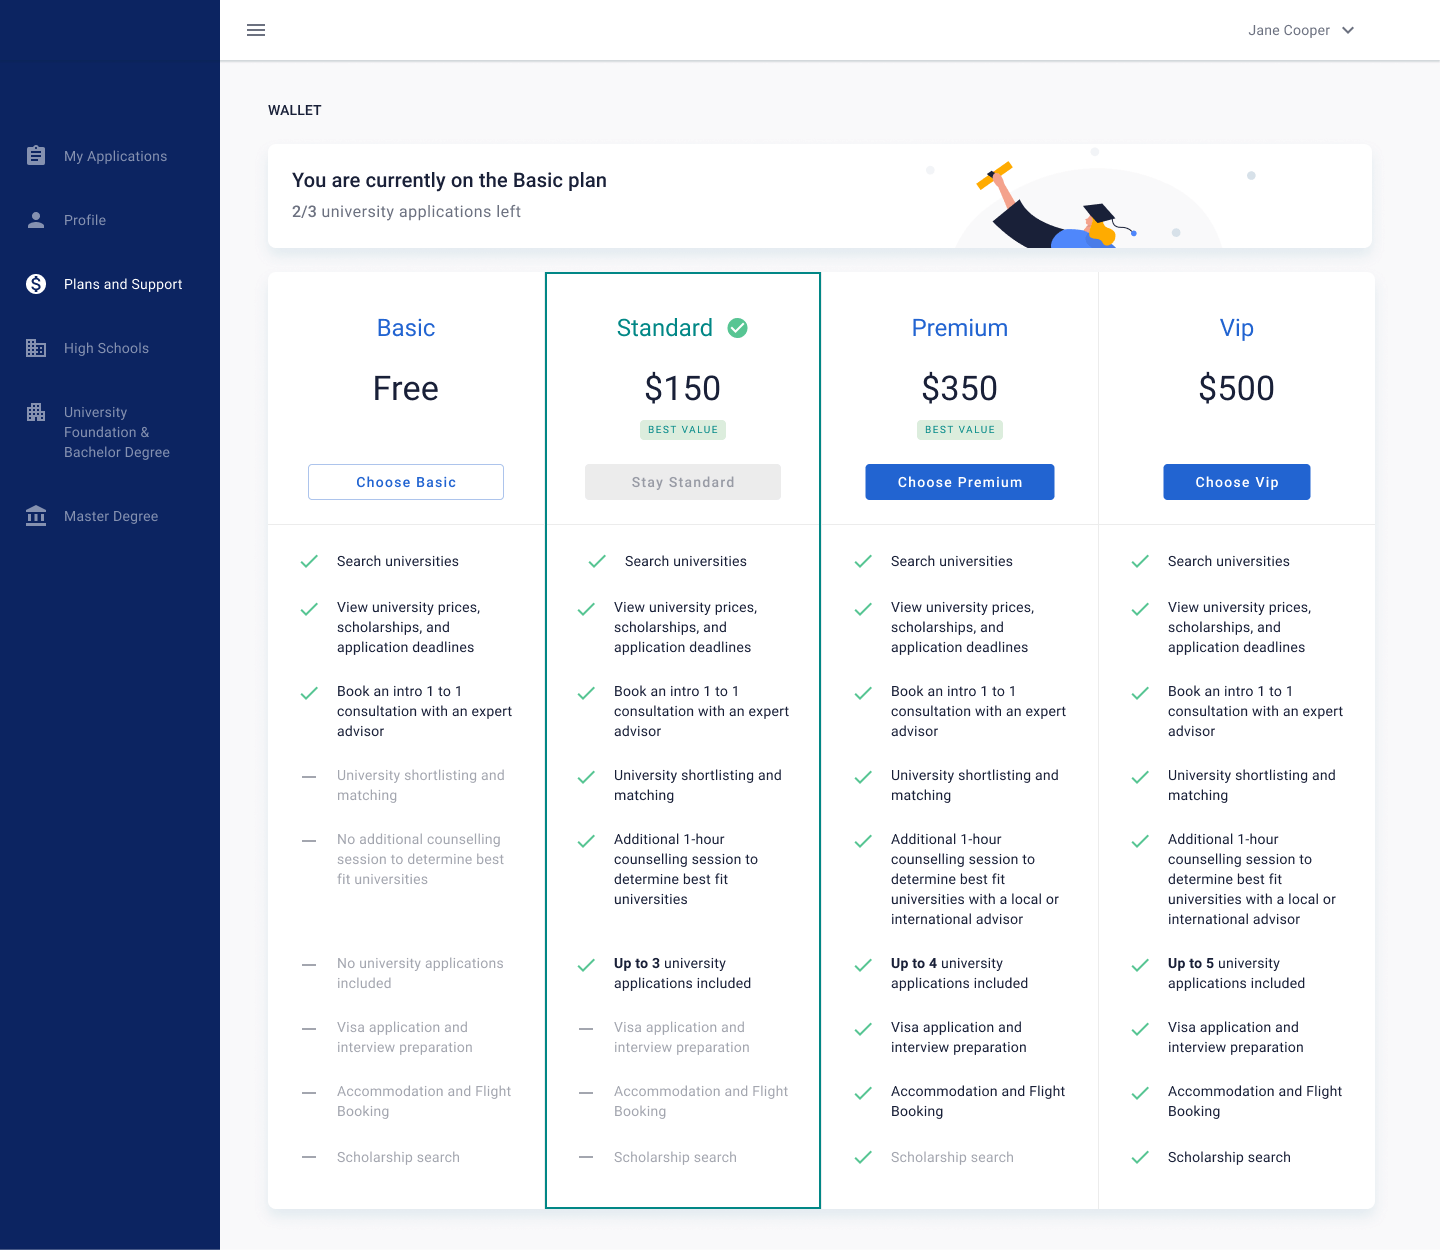 Jane Cooper
My Applications
Profile
Plans and Support
High Schools
University
Foundation &
Bachelor Degree
Master Degree
WALLET
You are currently on the Basic plan
2/3 university applications left
Basic
Free
Choose Basic
Search universities
View university prices,
scholarships, and
application deadlines
Book an intro 1 to 1
consultation with an expert
advisor
University shortlisting and
matching
No additional counselling
session to determine best
fit universities
No university applications
included
Visa application and
interview preparation
Accommodation and Flight
Booking
Scholarship search
Standard
$150
BEST VALUE
Stay Standard
Search universities
View university prices,
scholarships, and
application deadlines
Book an intro 1 to 1
consultation with an expert
advisor
University shortlisting and
matching
Additional 1-hour
counselling session to
determine best fit
universities
Up to 3 university
applications included
Visa application and
interview preparation
Accommodation and Flight
Booking
Scholarship search
Premium
$350
BEST VALUE
Choose Premium
Search universities
View university prices,
scholarships, and
application deadlines
Book an intro 1 to 1
consultation with an expert
advisor
University shortlisting and
matching
Additional 1-hour
counselling session to
determine best fit
universities with a local or
international advisor
Up to 4 university
applications included
Visa application and
interview preparation
Accommodation and Flight
Booking
Scholarship search
Vip
$500
Choose Vip
Search universities
View university prices,
scholarships, and
application deadlines
Book an intro 1 to 1
consultation with an expert
advisor
University shortlisting and
matching
Additional 1-hour
counselling session to
determine best fit
universities with a local or
international advisor
Up to 5 university
applications included
Visa application and
interview preparation
Accommodation and Flight
Booking
Scholarship search